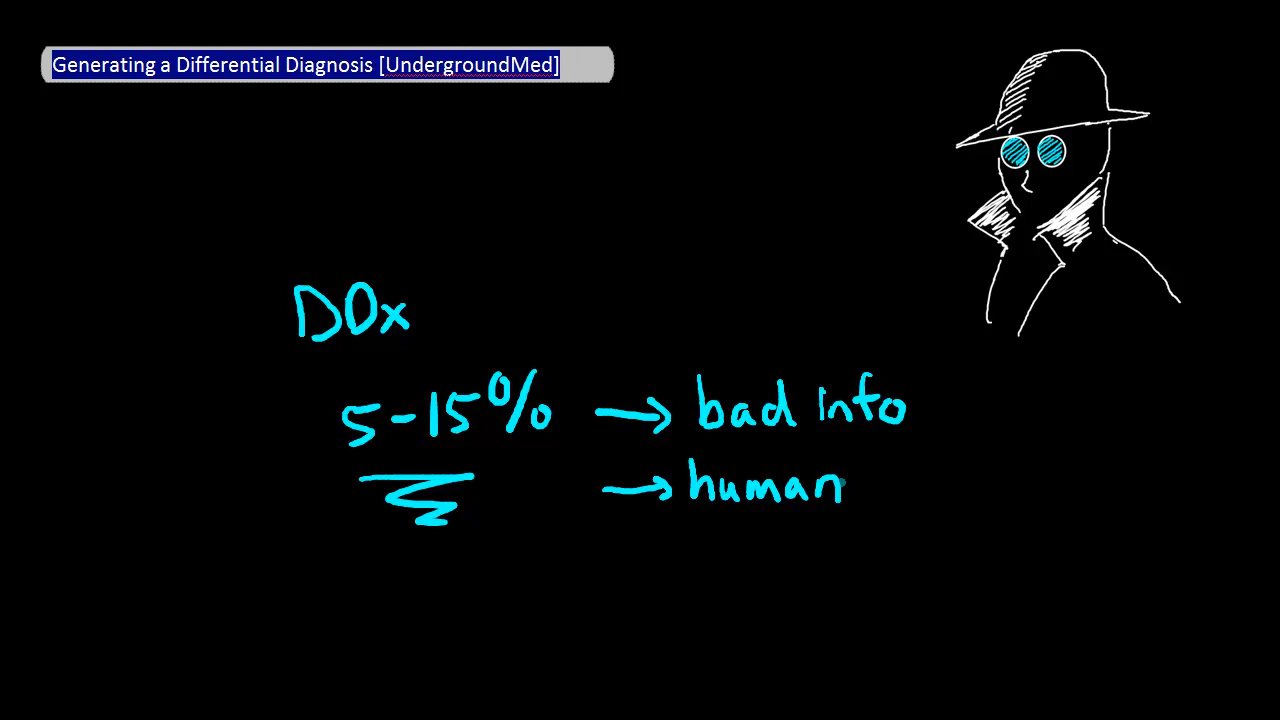 Generating a Differential Diagnosis [UndergroundMed]
DDx
5-15% → bad info
→ human